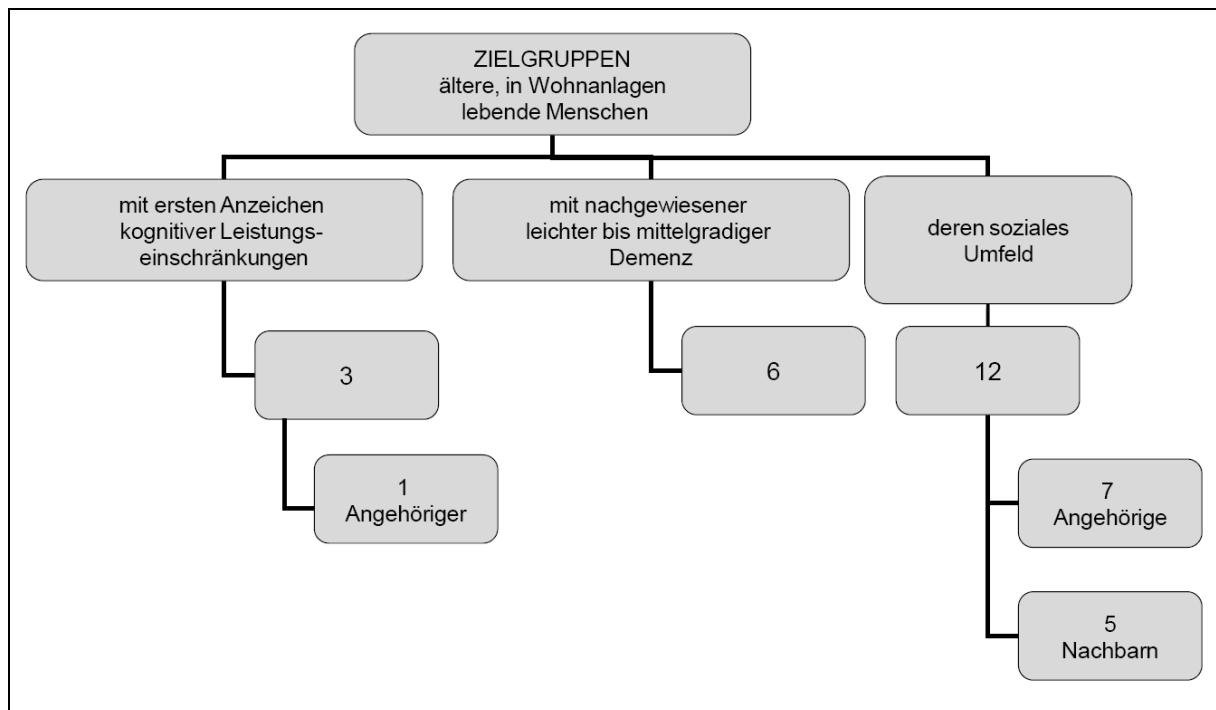 ZIELGRUPPEN
ältere, in Wohnanlagen
lebende Menschen
mit ersten Anzeichen
kognitiver Leistungs-
einschränkungen
mit nachgewiesener
leichter bis mittelgradiger
Demenz
deren soziales
Umfeld
3
6
12
1
Angehöriger
7
Angehörige
5
Nachbarn